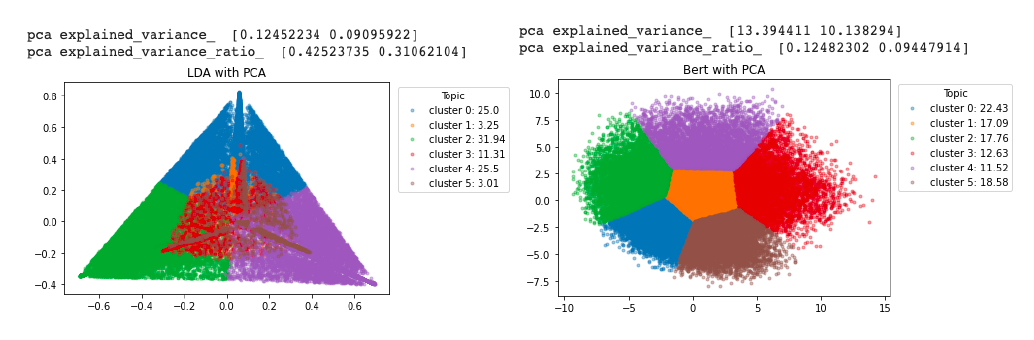 pca explained_variance_ [0.12452234 0.09095922]
pca explained_variance_ratio_ [0.42523735 0.31062104]
LDA with PCA
0.8
0.6
0.4
0.2
0.0
−0.2
−0.4
−0.6 −0.4 −0.2 0.0 0.2 0.4 0.6
Topic
cluster 0: 25.0
cluster 1: 3.25
cluster 2: 31.94
cluster 3: 11.31
cluster 4: 25.5
cluster 5: 3.01
pca explained_variance_ [13.394411 10.138294]
pca explained_variance_ratio_ [0.12482302 0.09447914]
Bert with PCA
10.0
7.5
5.0
2.5
0.0
−2.5
−5.0
−7.5
−10 −5 0 5 10 15
Topic
cluster 0: 22.43
cluster 1: 17.09
cluster 2: 17.76
cluster 3: 12.63
cluster 4: 11.52
cluster 5: 18.58